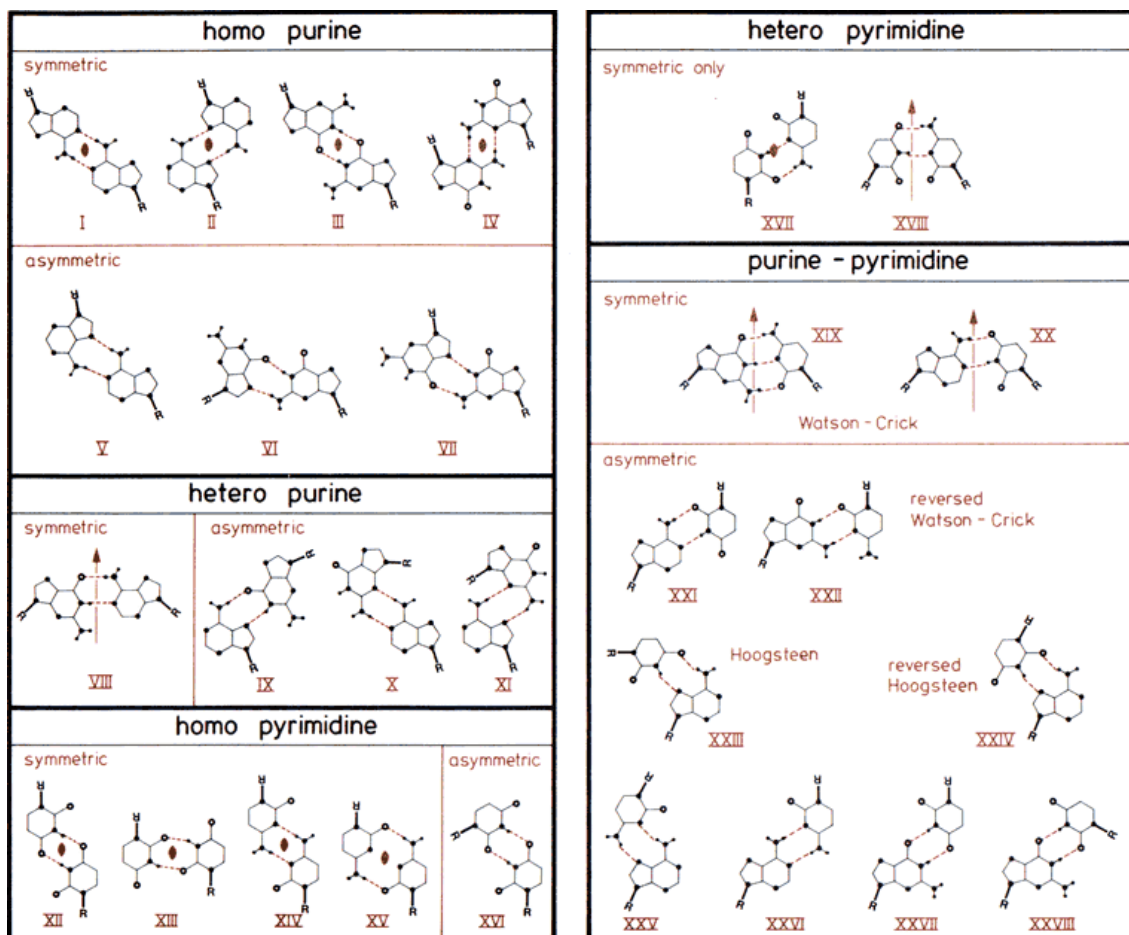 homo purine
symmetric
R
R
R
R
R
R
R
R
I
II
III
IV
asymmetric
R
R
R
R
R
R
V
VI
VII
hetero purine
symmetric
asymmetric
R
R
R
R
R
R
R
R
VIII
IX
X
XI
homo pyrimidine
symmetric
asymmetric
R
R
R
R
R
R
R
R
R
R
XII
XIII
XIV
XV
XVI
hetero pyrimidine
symmetric only
R
R
R
R
XVII
XVIII
purine - pyrimidine
symmetric
XIX
XX
R
R
R
R
Watson - Crick
asymmetric
R
R
reversed
Watson - Crick
R
R
XXI
XXII
R
Hoogsteen
R
reversed
Hoogsteen
R
R
XXIII
XXIV
R
R
R
R
R
R
R
R
XXV
XXVI
XXVII
XXVIII